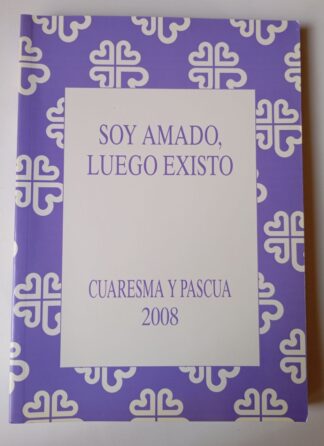 SOY AMADO,
LUEGO EXISTO
CUARESMA Y PASCUA
2008